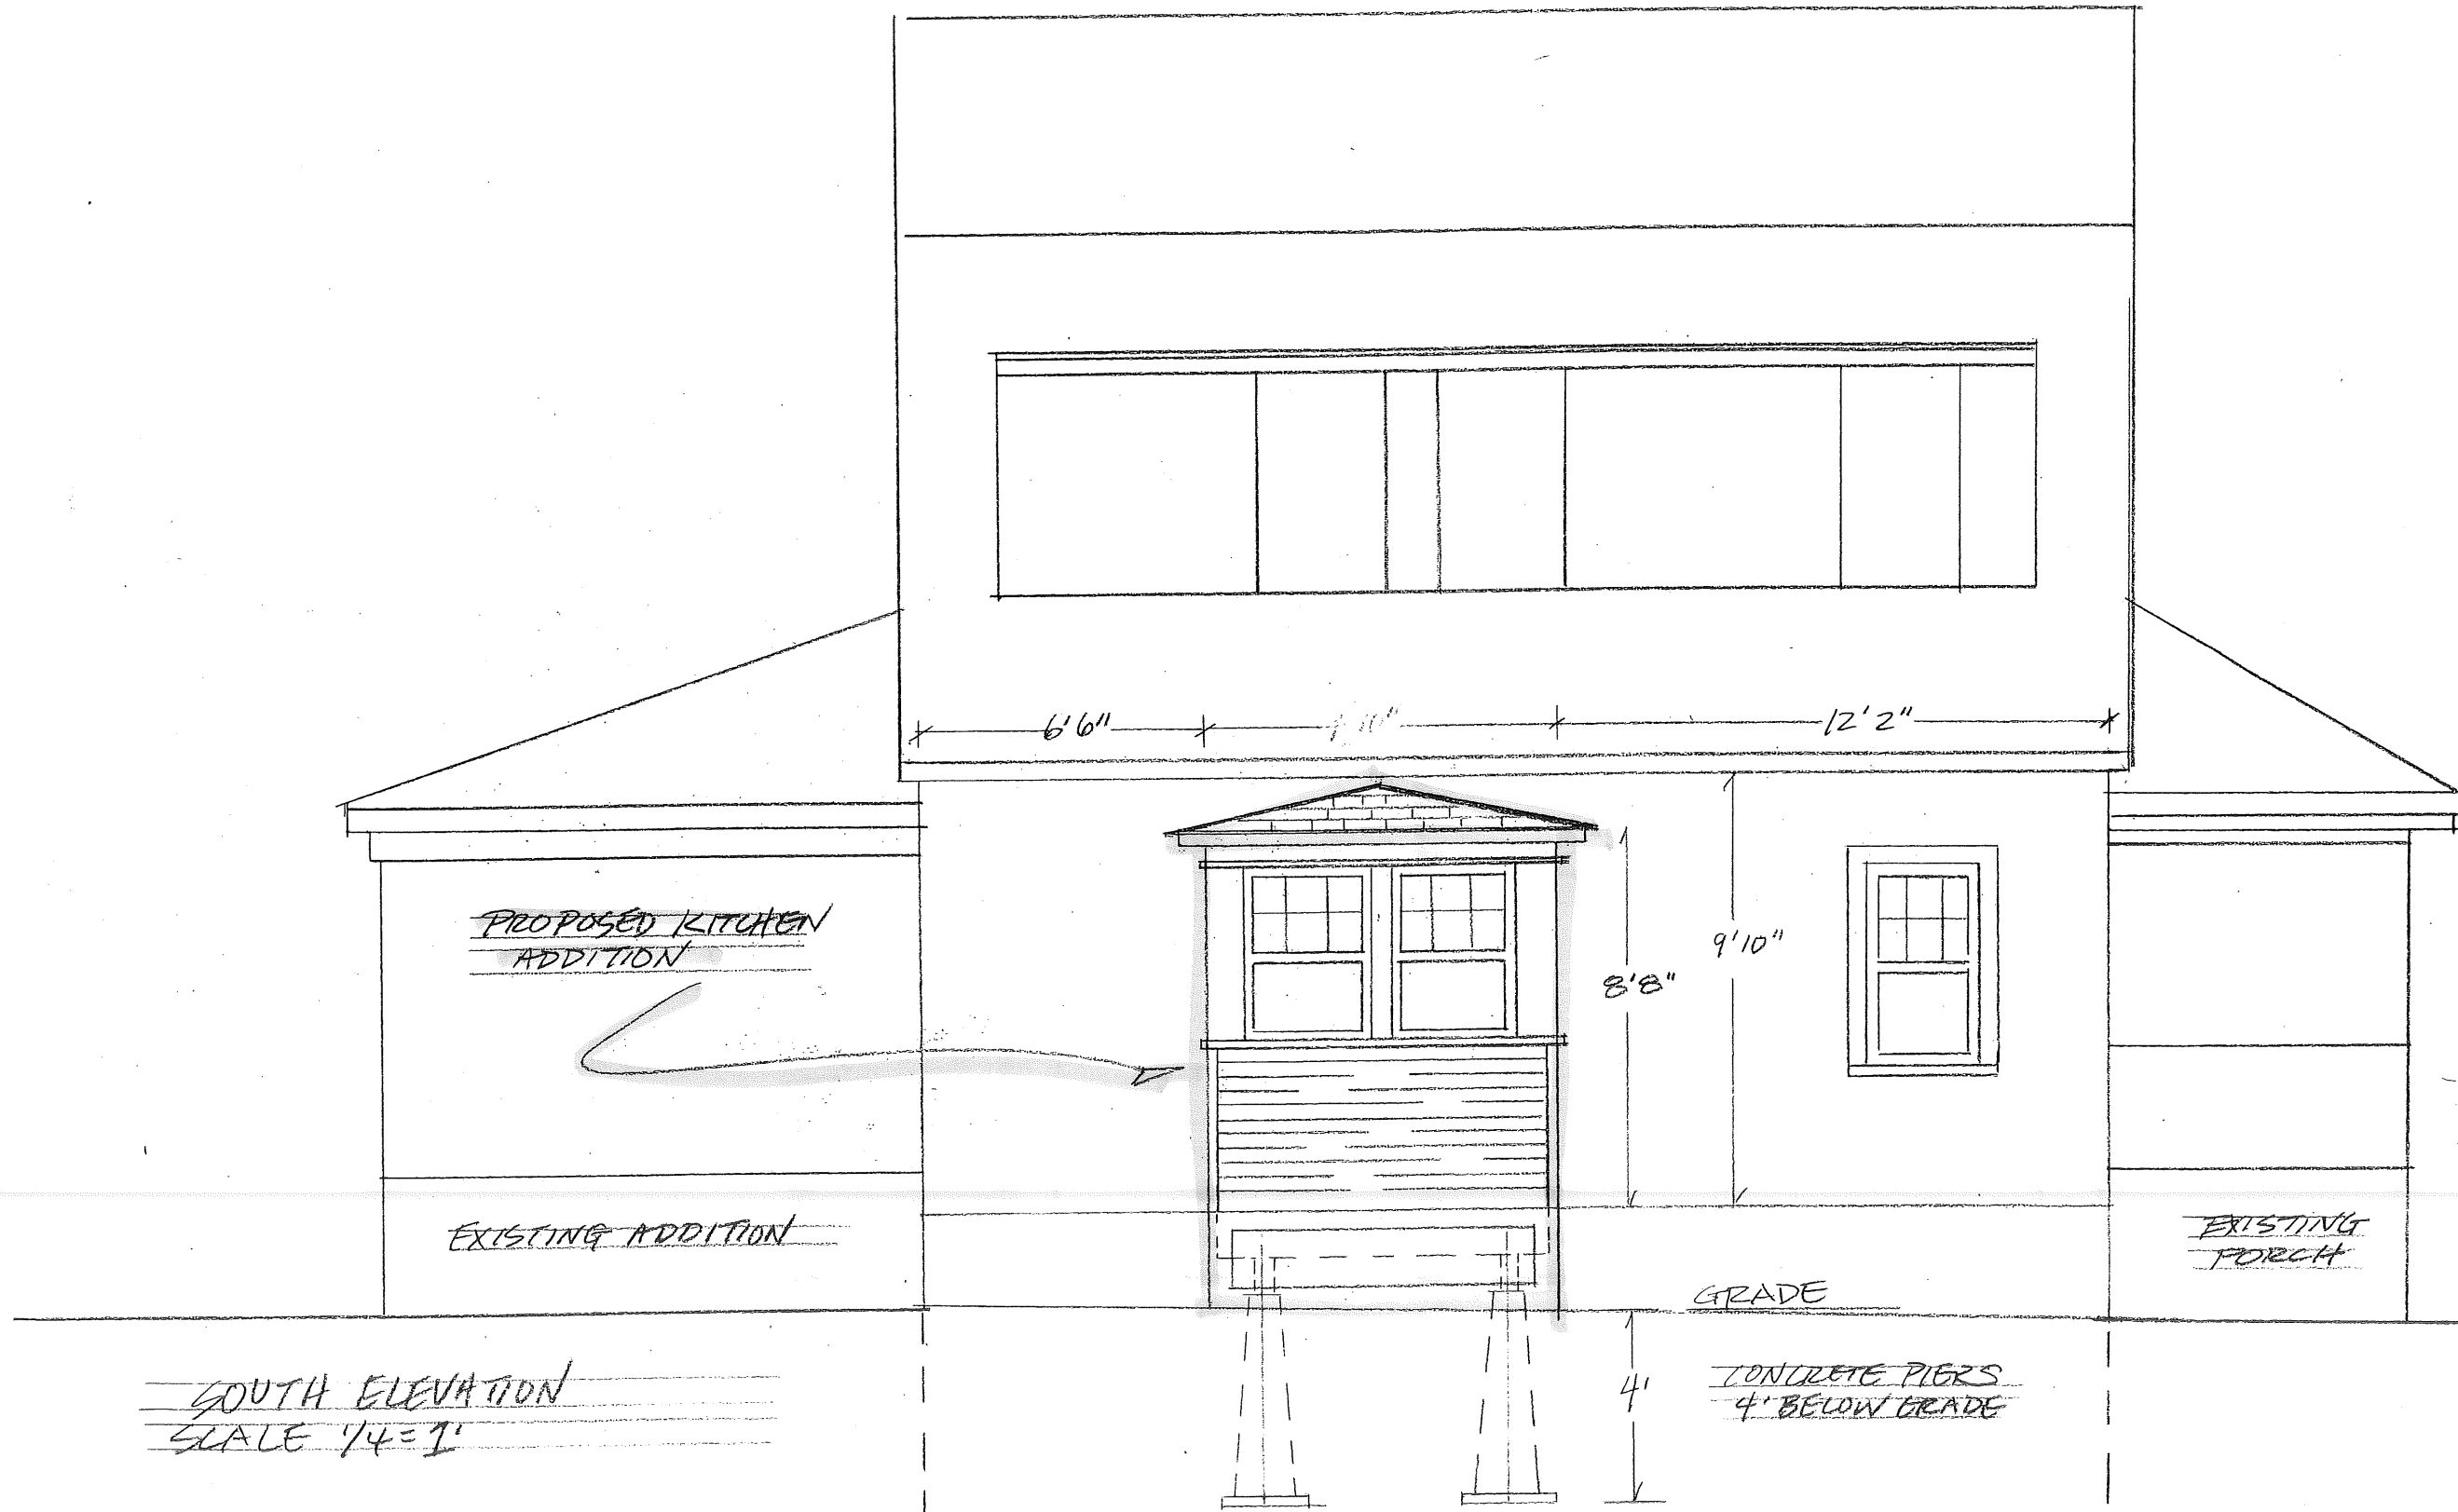 6'6"
12'2"
PROPOSED KITCHEN
ADDITION
8'8"
9'10"
EXISTING ADDITION
EXISTING
PORCH
GRADE
SOUTH ELEVATION
SCALE 1/4=1'
4'
CONCRETE PIERS
4' BELOW GRADE